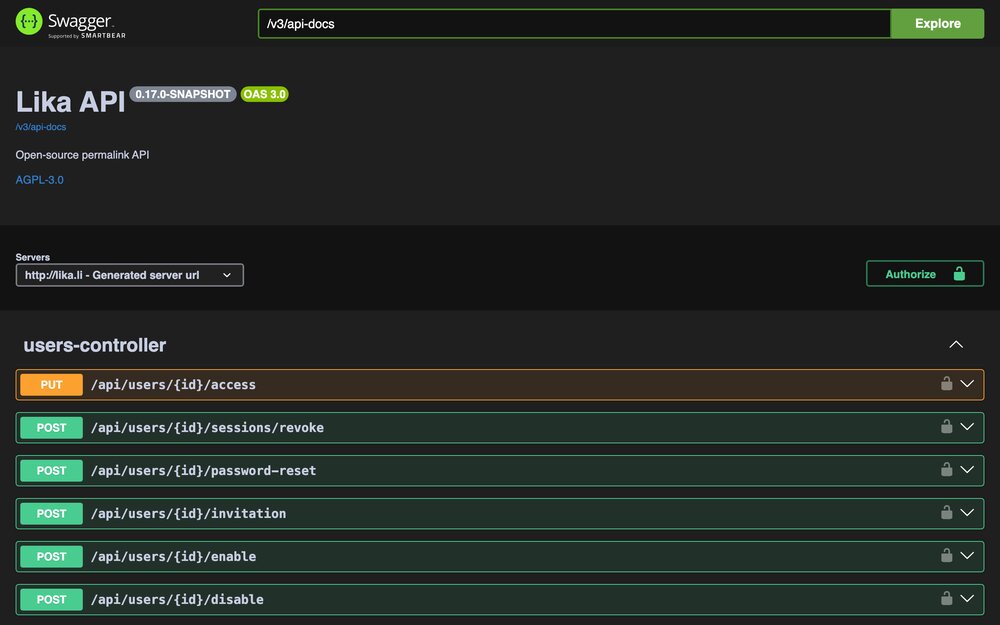 {··} Swagger.
Supported by SMARTBEAR
/v3/api-docs
Explore
Lika API 0.17.0-SNAPSHOT OAS 3.0
/v3/api-docs
Open-source permalink API
AGPL-3.0
Servers
http://lika.li - Generated server url
Authorize
users-controller
PUT /api/users/{id}/access
POST /api/users/{id}/sessions/revoke
POST /api/users/{id}/password-reset
POST /api/users/{id}/invitation
POST /api/users/{id}/enable
POST /api/users/{id}/disable